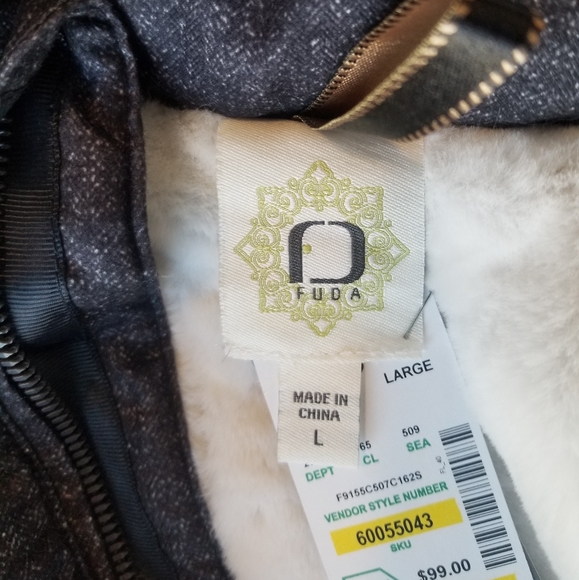 FUDA
LARGE
MADE IN
CHINA
L
65 509
DEPT CL SEA
F9155C507C162S
VENDOR STYLE NUMBER
60055043
SKU
$99.00